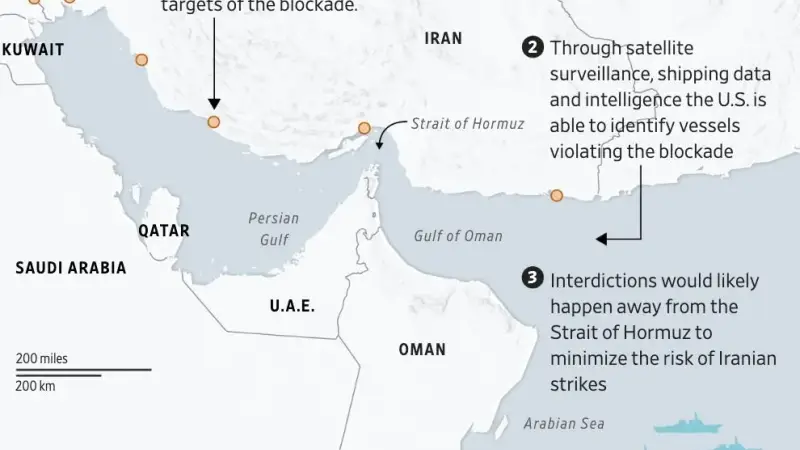 targets of the blockade.
KUWAIT
IRAN
2 Through satellite
surveillance, shipping data
and intelligence the U.S. is
able to identify vessels
violating the blockade
Strait of Hormuz
Persian
Gulf
QATAR
Gulf of Oman
SAUDI ARABIA
U.A.E.
3 Interdictions would likely
happen away from the
Strait of Hormuz to
minimize the risk of Iranian
strikes
OMAN
200 miles
200 km
Arabian Sea